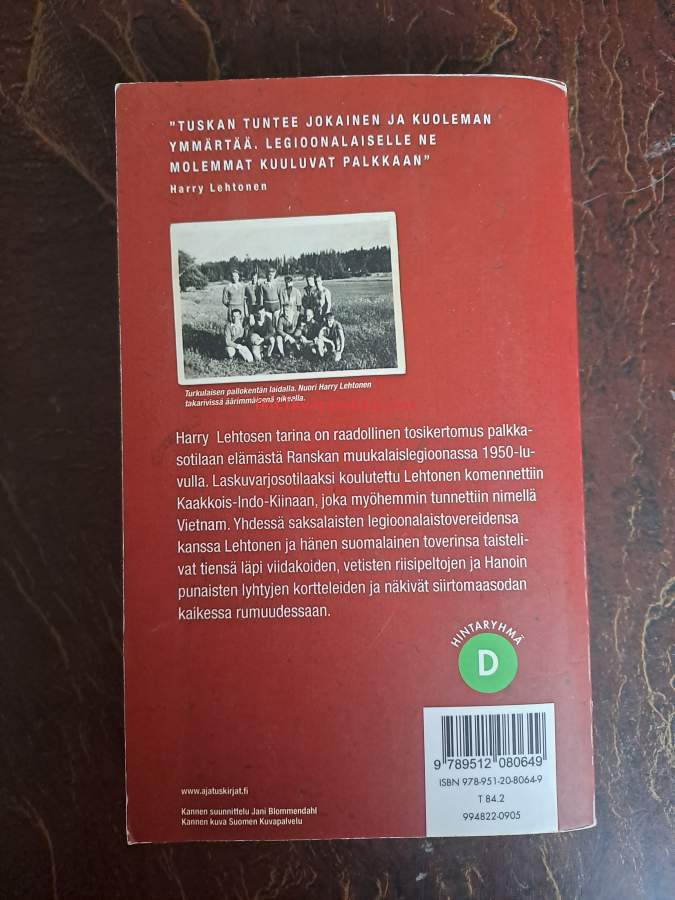 "TUSKAN TUNTEE JOKAINEN JA KUOLEMAN
YMMÄRTÄÄ. LEGIOONALAISELLE NE
MOLEMMAT KUULUVAT PALKKAAN"
Harry Lehtonen
Turkulaisen pallokentän laidalla. Nuori Harry Lehtonen
takarivissä äärimmäisenä oikealla.
Harry Lehtosen tarina on raadollinen tosikertomus palkka-
sotilaan elämästä Ranskan muukalaislegioonassa 1950-lu-
vulla. Laskuvarjosotilaaksi koulutettu Lehtonen komennettiin
Kaakkois-Indo-Kiinaan, joka myöhemmin tunnettiin nimellä
Vietnam. Yhdessä saksalaisten legioonalaistovereidensa
kanssa Lehtonen ja hänen suomalainen toverinsa taisteli-
vat tiensä läpi viidakoiden, vetisten riisipeltojen ja Hanoin
punaisten lyhtyjen kortteleiden ja näkivät siirtomaasodan
kaikessa rumuudessaan.
HINTARYHMÄ
D
9 789512 080649
ISBN 978-951-20-8064-9
T 84.2
994822-0905
www.ajatuskirjat.fi
Kannen suunnittelu Jani Blommendahl
Kannen kuva Suomen Kuvapalvelu